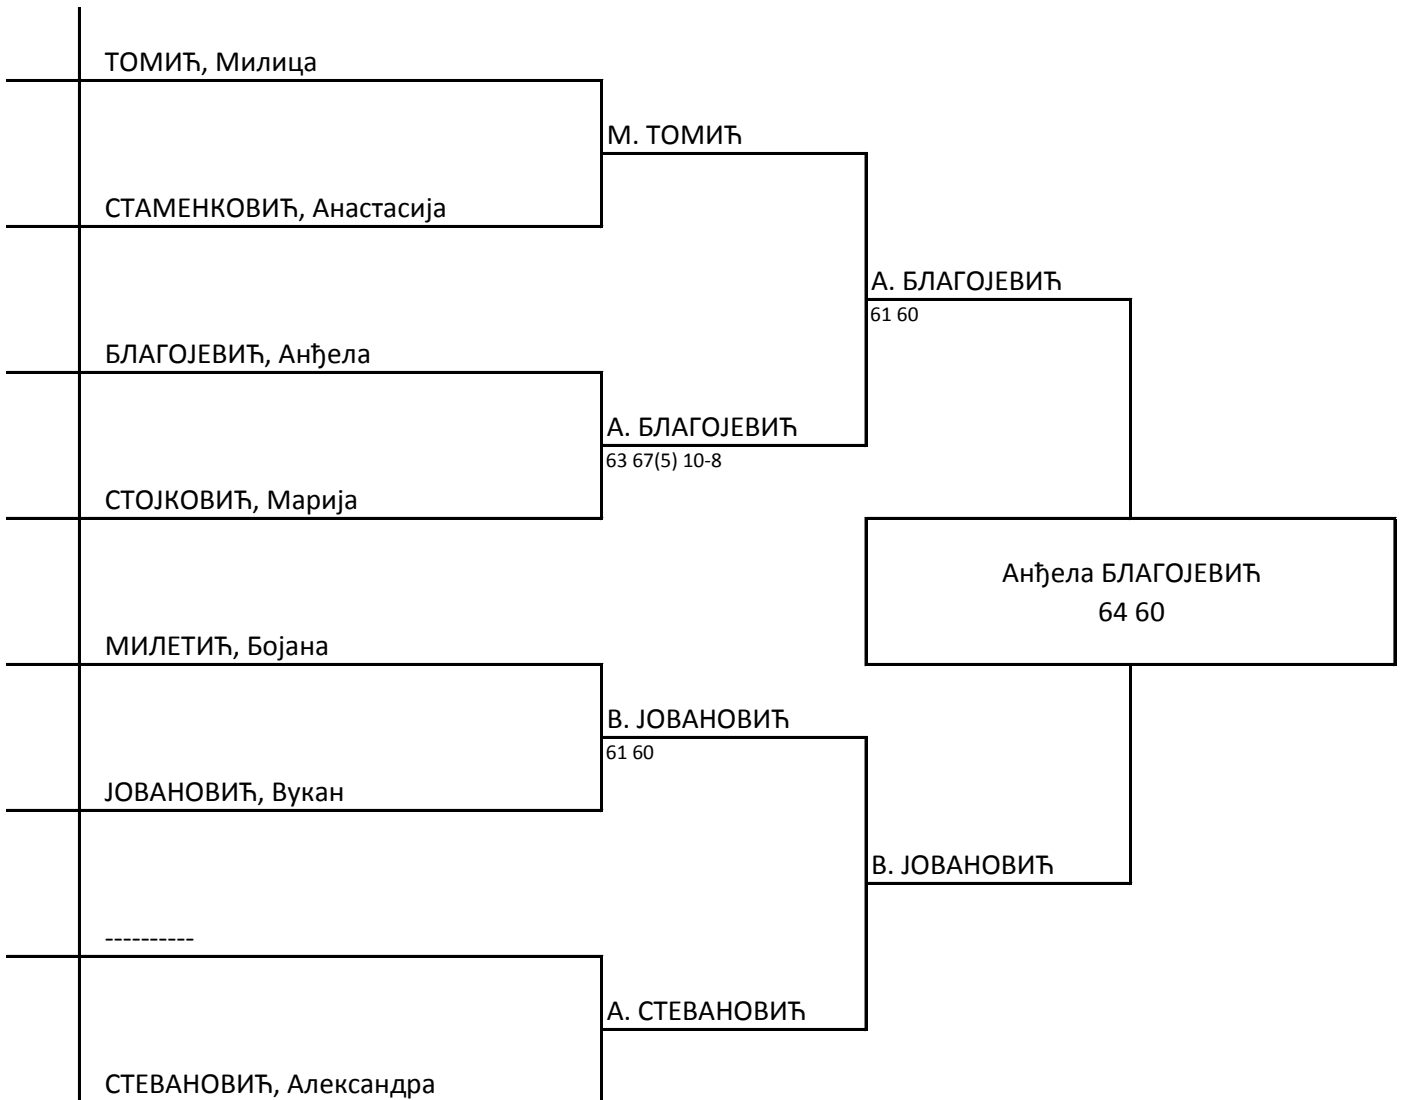 ТОМИЋ, Милица
М. ТОМИЋ
СТАМЕНКОВИЋ, Анастасија
А. БЛАГОЈЕВИЋ
61 60
БЛАГОЈЕВИЋ, Анђела
А. БЛАГОЈЕВИЋ
63 67(5) 10-8
СТОЈКОВИЋ, Марија
Анђела БЛАГОЈЕВИЋ
64 60
МИЛЕТИЋ, Бојана
В. ЈОВАНОВИЋ
61 60
ЈОВАНОВИЋ, Вукан
В. ЈОВАНОВИЋ
----------
А. СТЕВАНОВИЋ
СТЕВАНОВИЋ, Александра